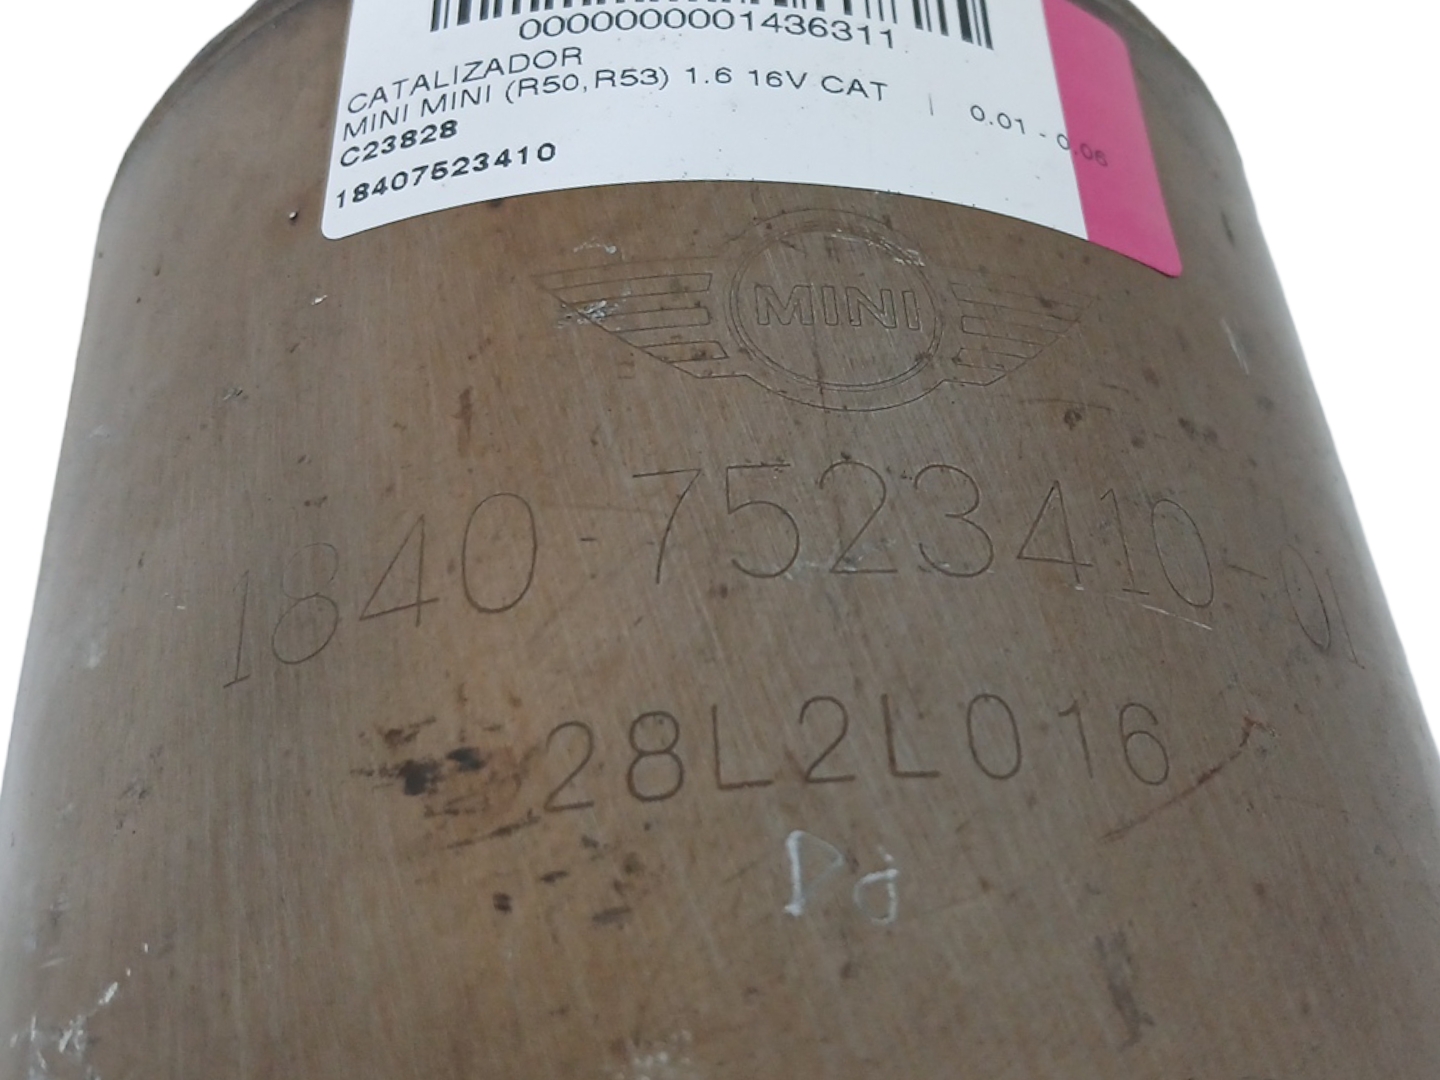 0000000001436311
CATALIZADOR
MINI MINI (R50,R53) 1.6 16V CAT | 0.01 - 0.06
C23828
18407523410
MINI
1840-7523410-01
28L2L016